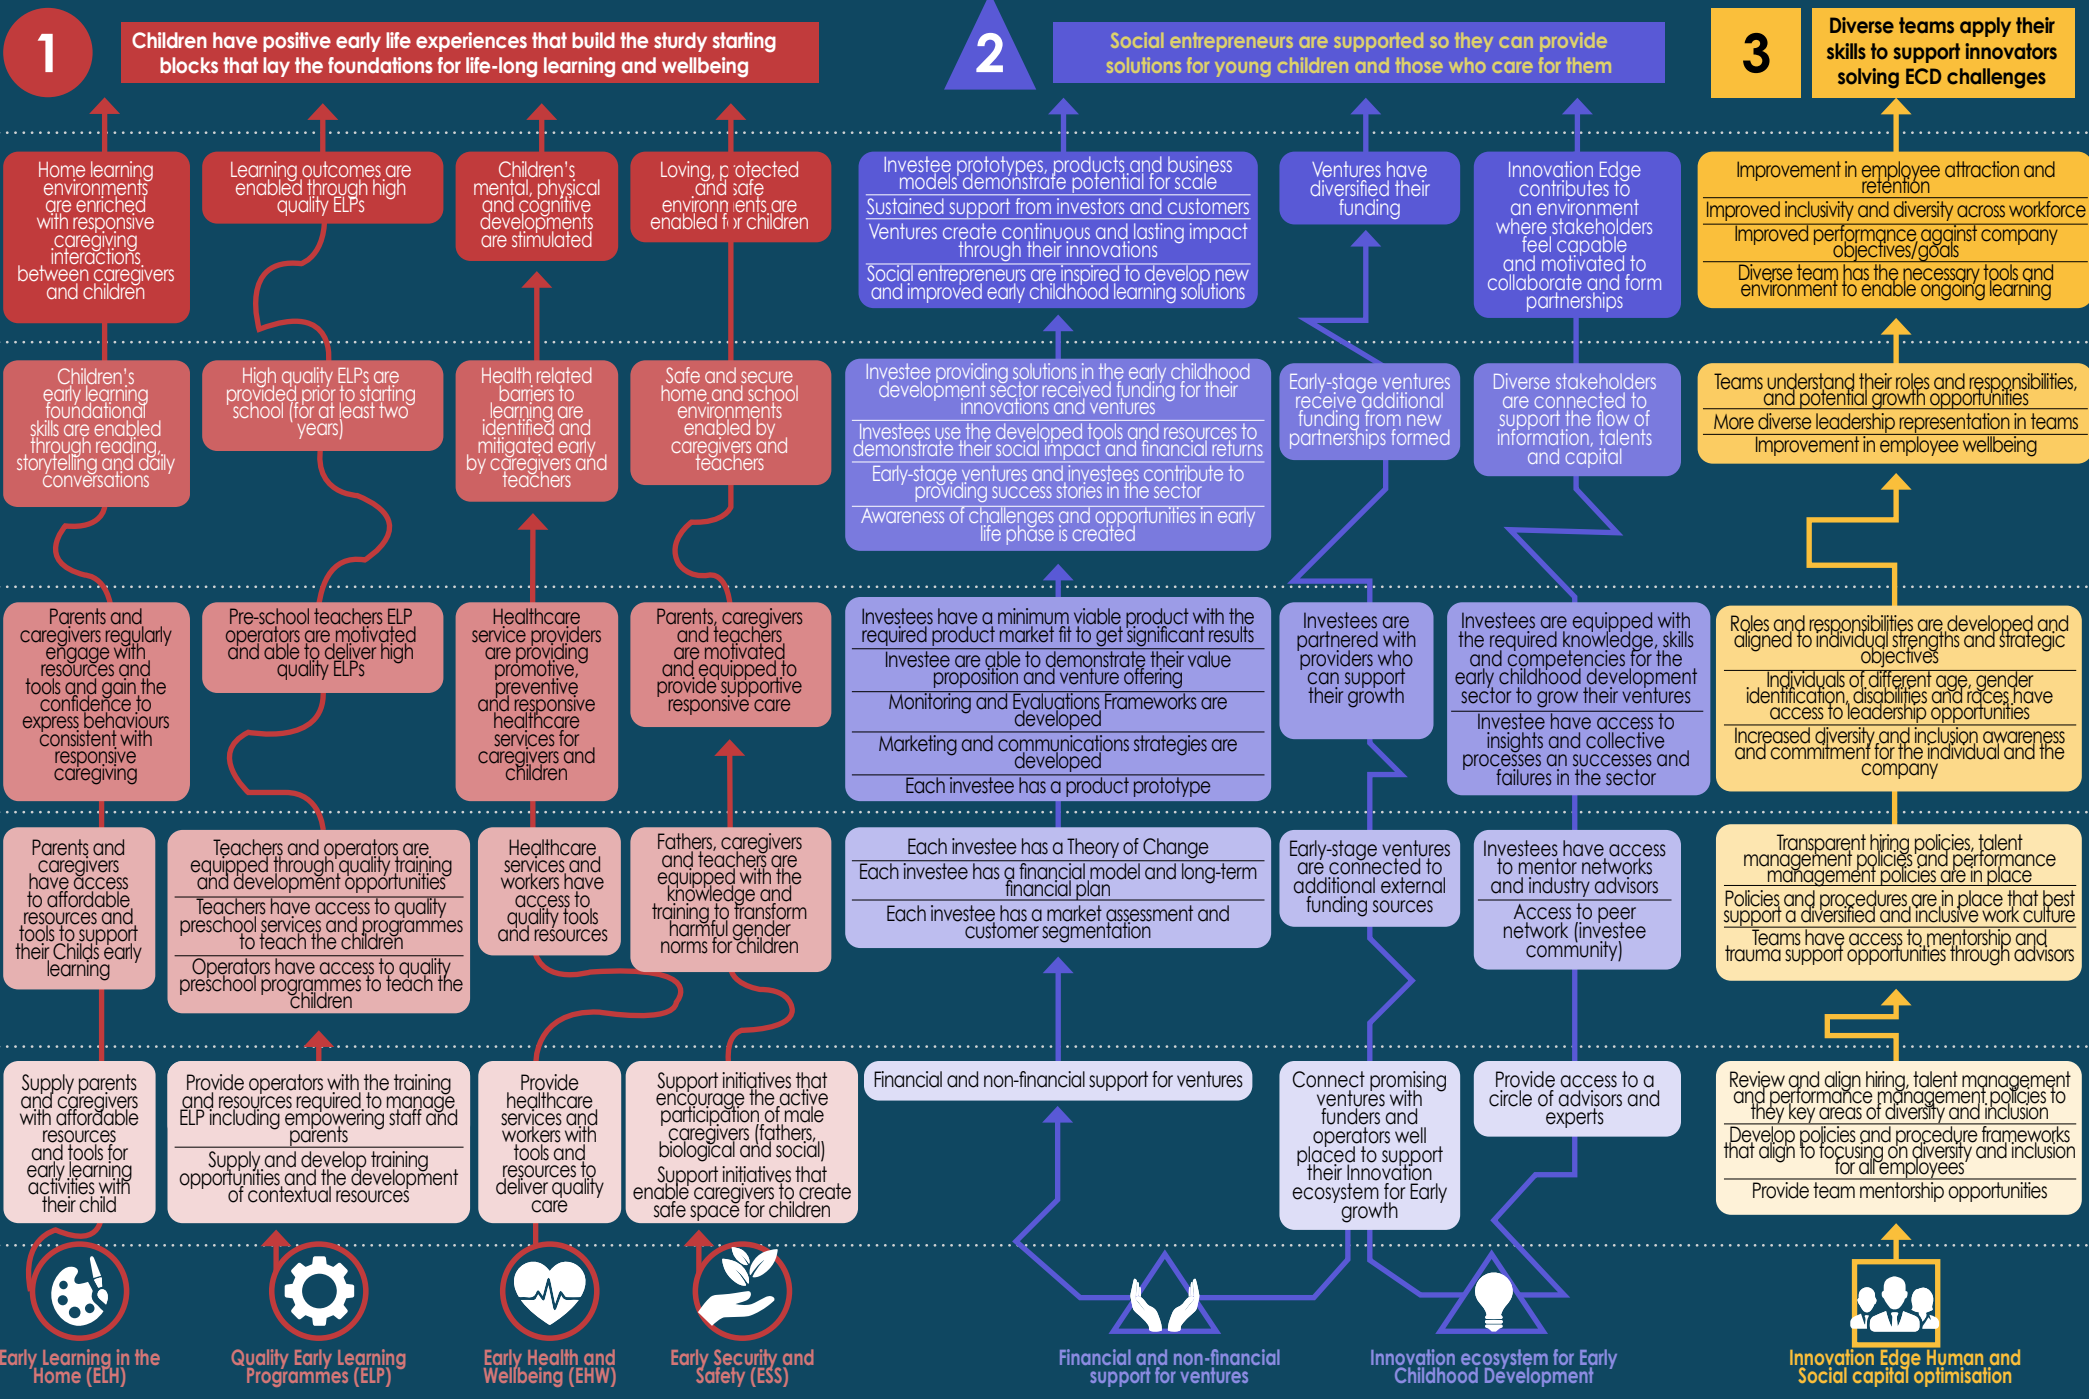 1
Children have positive early life experiences that build the sturdy starting
blocks that lay the foundations for life-long learning and wellbeing
2
Social entrepreneurs are supported so they can provide
solutions for young children and those who care for them
3
Diverse teams apply their
skills to support innovators
solving ECD challenges
Home learning
environments
are enriched
with responsive
caregiving
interactions
between caregivers
and children
Learning outcomes are
enabled through high
quality ELPs
Children's
mental, physical
and cognitive
developments
are stimulated
Loving, protected
and safe
environments are
enabled for children
Investee prototypes, products and business
models demonstrate potential for scale
Sustained support from investors and customers
Ventures create continuous and lasting impact
through their innovations
Social entrepreneurs are inspired to develop new
and improved early childhood learning solutions
Ventures have
diversified their
funding
Innovation Edge
contributes to
an environment
where stakeholders
feel capable
and motivated to
collaborate and form
partnerships
Improvement in employee attraction and
retention
Improved inclusivity and diversity across workforce
Improved performance against company
objectives/goals
Diverse team has the necessary tools and
environment to enable ongoing learning
Children's
early learning
foundational
skills are enabled
through reading,
storytelling and daily
conversations
High quality ELPs are
provided prior to starting
school (for at least two
years)
Health related
barriers to
learning are
identified and
mitigated early
by caregivers and
teachers
Safe and secure
home and school
environments
enabled by
caregivers and
teachers
Investee providing solutions in the early childhood
development sector received funding for their
innovations and ventures
Investees use the developed tools and resources to
demonstrate their social impact and financial returns
Early-stage ventures and investees contribute to
providing success stories in the sector
Awareness of challenges and opportunities in early
life phase is created
Early-stage ventures
receive additional
funding from new
partnerships formed
Diverse stakeholders
are connected to
support the flow of
information, talents
and capital
Teams understand their roles and responsibilities,
and potential growth opportunities
More diverse leadership representation in teams
Improvement in employee wellbeing
Parents and
caregivers regularly
engage with
resources and
tools and gain the
confidence to
express behaviours
consistent with
responsive
caregiving
Pre-school teachers ELP
operators are motivated
and able to deliver high
quality ELPs
Healthcare
service providers
are providing
promotive,
preventive
and responsive
healthcare
services for
caregivers and
children
Parents, caregivers
and teachers
are motivated
and equipped to
provide supportive
responsive care
Investees have a minimum viable product with the
required product market fit to get significant results
Investee are able to demonstrate their value
proposition and venture offering
Monitoring and Evaluations Frameworks are
developed
Marketing and communications strategies are
developed
Each investee has a product prototype
Investees are
partnered with
providers who
can support
their growth
Investees are equipped with
the required knowledge, skills
and competencies for the
early childhood development
sector to grow their ventures
Investee have access to
insights and collective
processes an successes and
failures in the sector
Roles and responsibilities are developed and
aligned to individual strengths and strategic
objectives
Individuals of different age, gender
identification, disabilities and races have
access to leadership opportunities
Increased diversity and inclusion awareness
and commitment for the individual and the
company
Parents and
caregivers
have access
to affordable
resources and
tools to support
their Childs early
learning
Teachers and operators are
equipped through quality training
and development opportunities
Teachers have access to quality
preschool services and programmes
to teach the children
Operators have access to quality
preschool programmes to teach the
children
Healthcare
services and
workers have
access to
quality tools
and resources
Fathers, caregivers
and teachers are
equipped with the
knowledge and
training to transform
harmful gender
norms for children
Each investee has a Theory of Change
Each investee has a financial model and long-term
financial plan
Each investee has a market assessment and
customer segmentation
Early-stage ventures
are connected to
additional external
funding sources
Investees have access
to mentor networks
and industry advisors
Access to peer
network (investee
community)
Transparent hiring policies, talent
management policies and performance
management policies are in place
Policies and procedures are in place that best
support a diversified and inclusive work culture
Teams have access to mentorship and
trauma support opportunities through advisors
Supply parents
and caregivers
with affordable
resources
and tools for
early learning
activities with
their child
Provide operators with the training
and resources required to manage
ELP including empowering staff and
parents
Supply and develop training
opportunities and the development
of contextual resources
Provide
healthcare
services and
workers with
tools and
resources to
deliver quality
care
Support initiatives that
encourage the active
participation of male
caregivers (fathers,
biological and social)
Support initiatives that
enable caregivers to create
safe space for children
Financial and non-financial support for ventures
Connect promising
ventures with
funders and
operators well
placed to support
their Innovation
ecosystem for Early
growth
Provide access to a
circle of advisors and
experts
Review and align hiring, talent management
and performance management policies to
they key areas of diversity and inclusion
Develop policies and procedure frameworks
that align to focusing on diversity and inclusion
for all employees
Provide team mentorship opportunities
Early Learning in the
Home (ELH)
Quality Early Learning
Programmes (ELP)
Early Health and
Wellbeing (EHW)
Early Security and
Safety (ESS)
Financial and non-financial
support for ventures
Innovation ecosystem for Early
Childhood Development
Innovation Edge Human and
Social capital optimisation